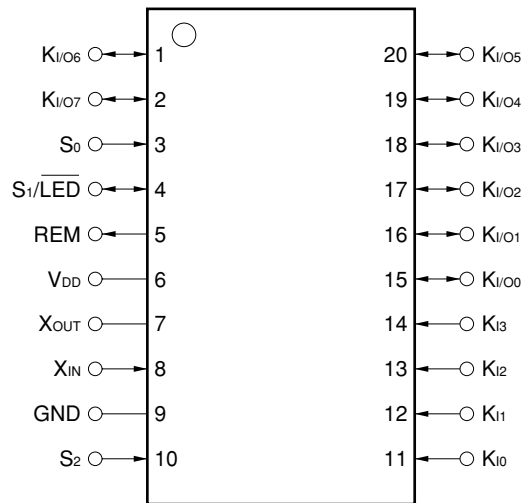 KI/O6 1 20 KI/O5
KI/O7 2 19 KI/O4
S0 3 18 KI/O3
S1/LED 4 17 KI/O2
REM 5 16 KI/O1
VDD 6 15 KI/O0
XOUT 7 14 KI3
XIN 8 13 KI2
GND 9 12 KI1
S2 10 11 KI0